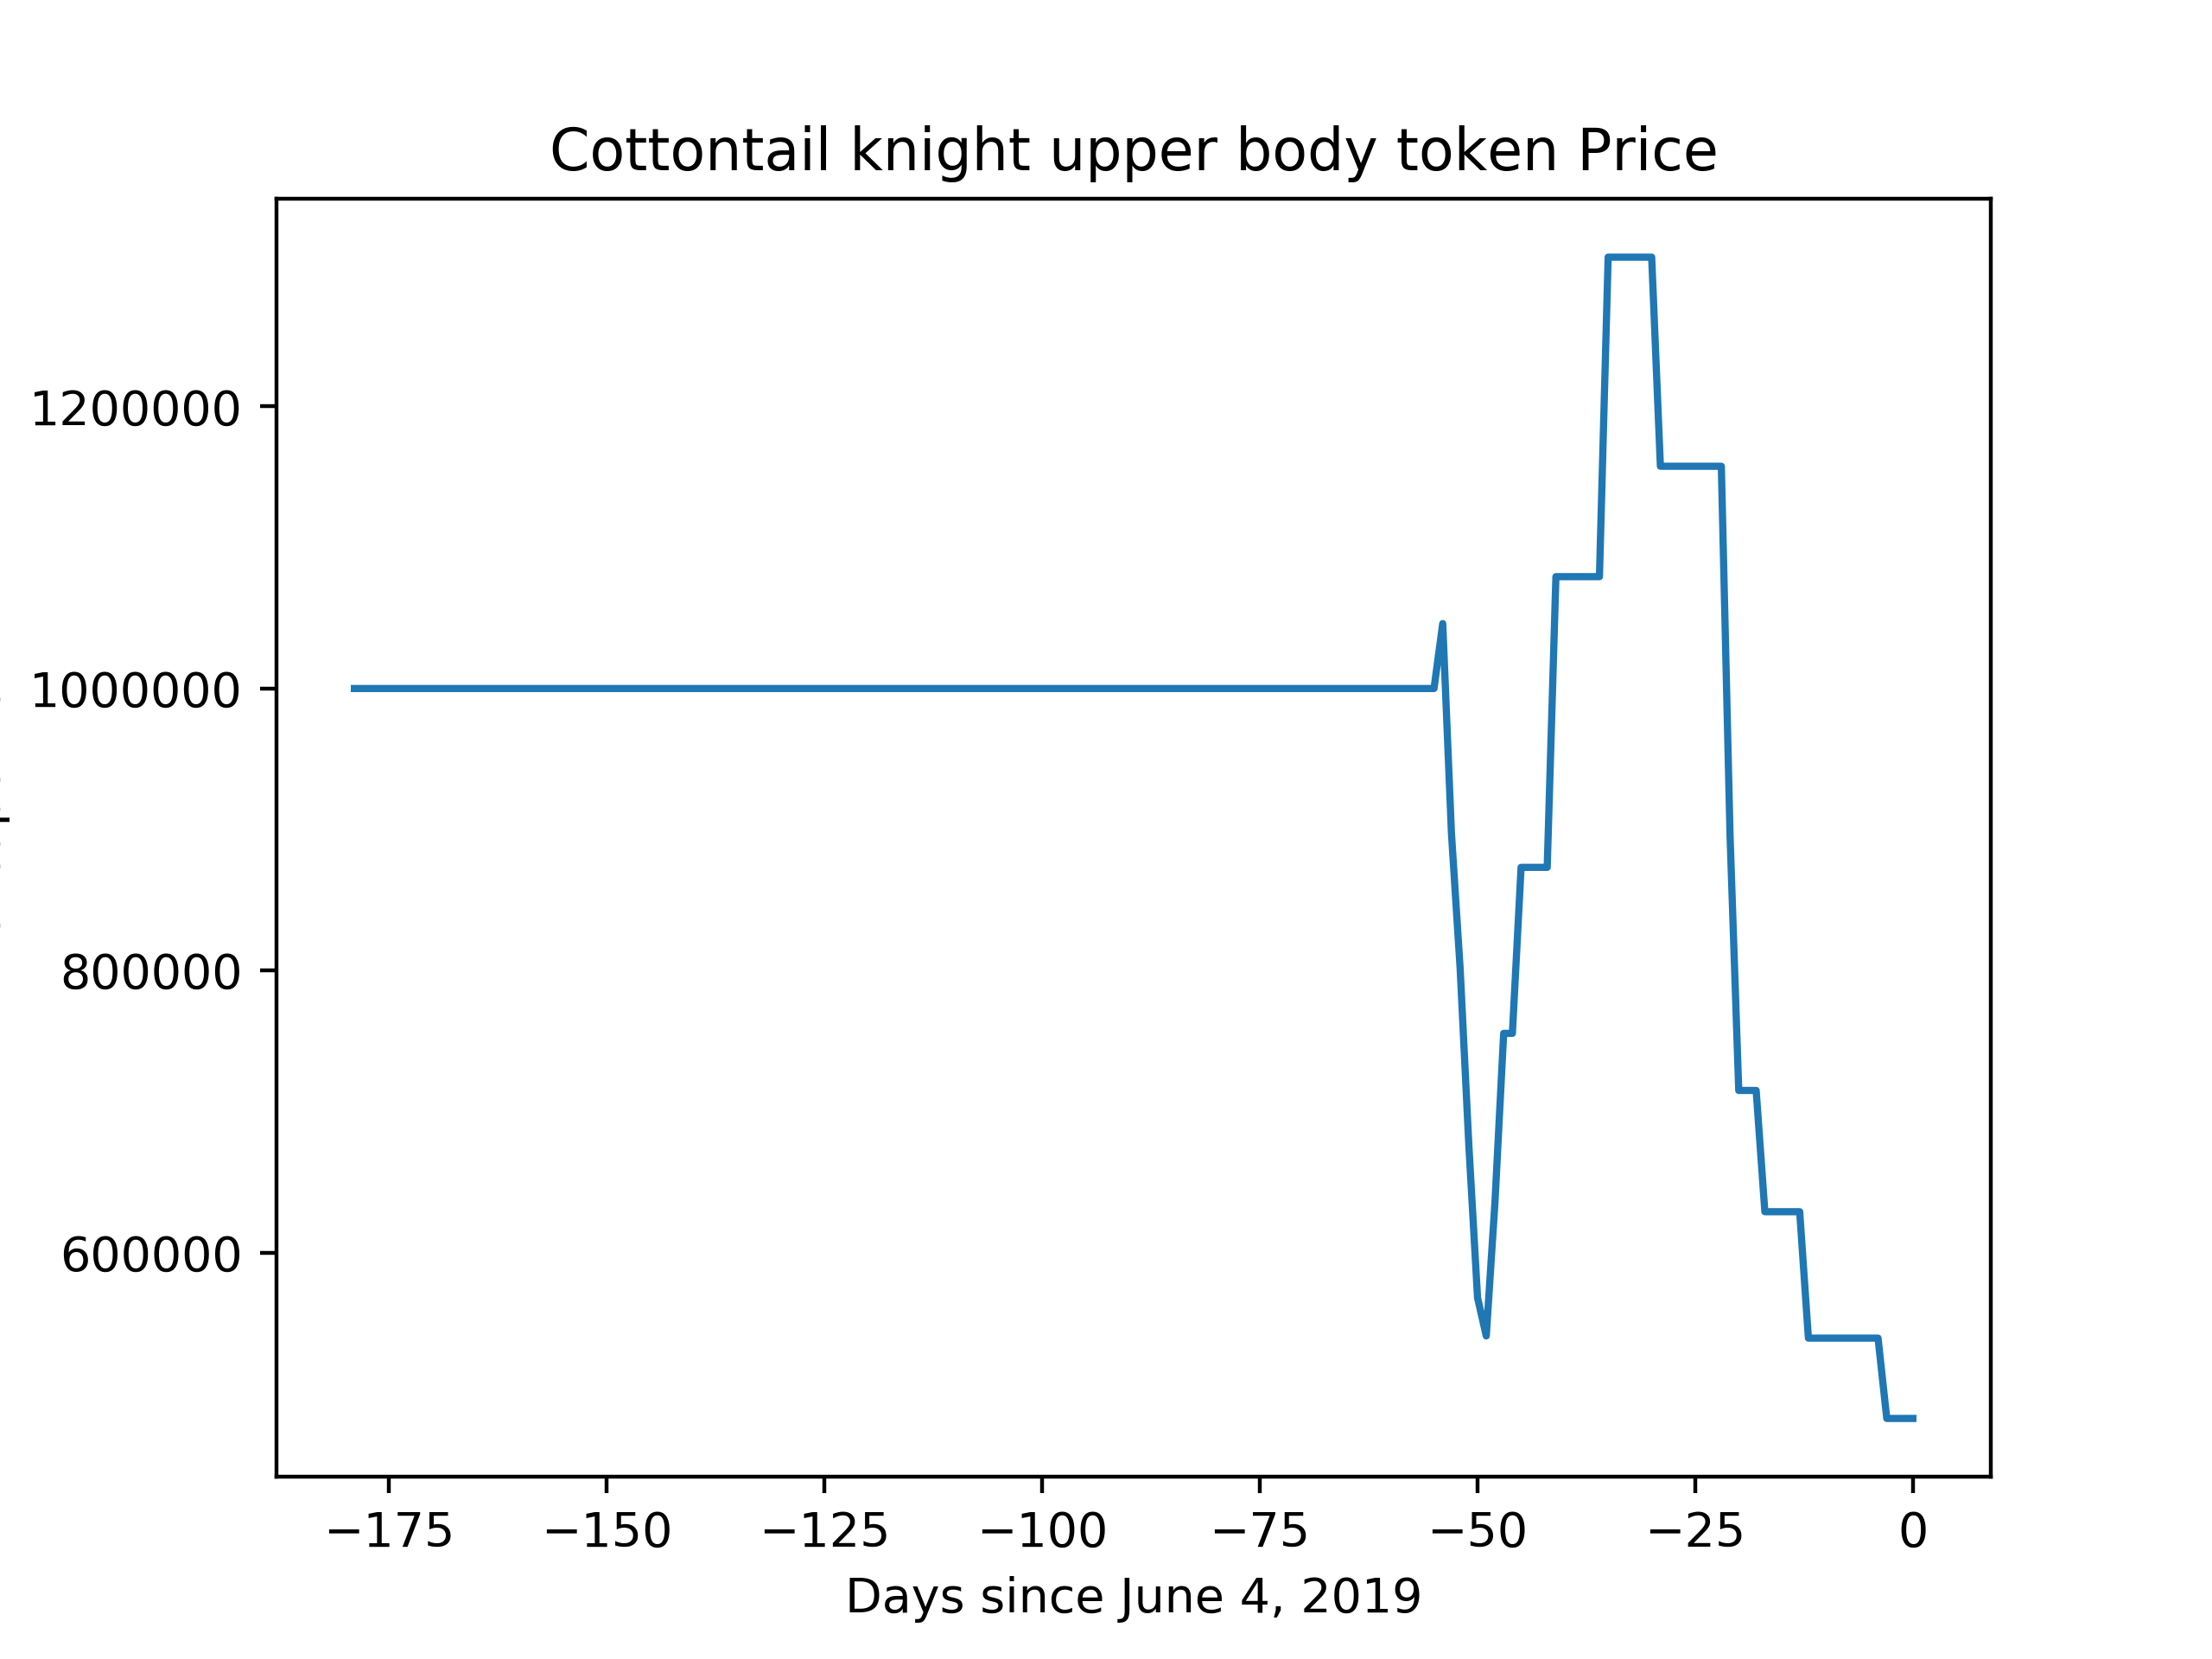 Cottontail knight upper body token Price
1200000
1000000
800000
600000
−175 −150 −125 −100 −75 −50 −25 0
Days since June 4, 2019